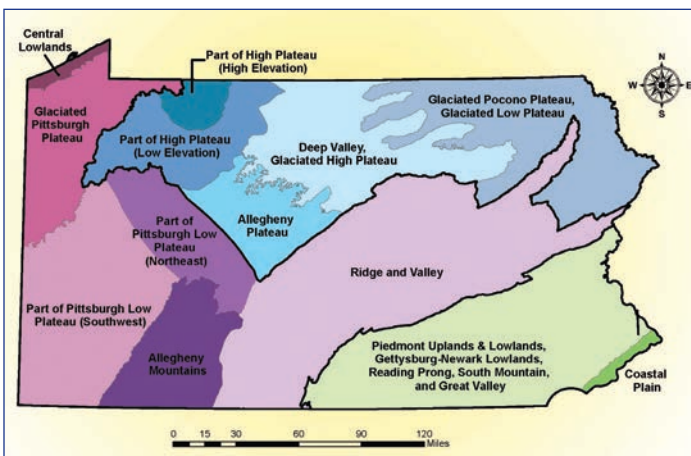 Central
Lowlands
Part of High Plateau
(High Elevation)
N
W
E
S
Glaciated
Pittsburgh
Plateau
Part of High Plateau
(Low Elevation)
Deep Valley,
Glaciated High Plateau
Glaciated Pocono Plateau,
Glaciated Low Plateau
Allegheny
Plateau
Part of
Pittsburgh Low
Plateau
(Northeast)
Ridge and Valley
Part of Pittsburgh Low
Plateau (Southwest)
Allegheny
Mountains
Piedmont Uplands & Lowlands,
Gettysburg-Newark Lowlands,
Reading Prong, South Mountain,
and Great Valley
Coastal
Plain
0 15 30 60 90 120
Miles